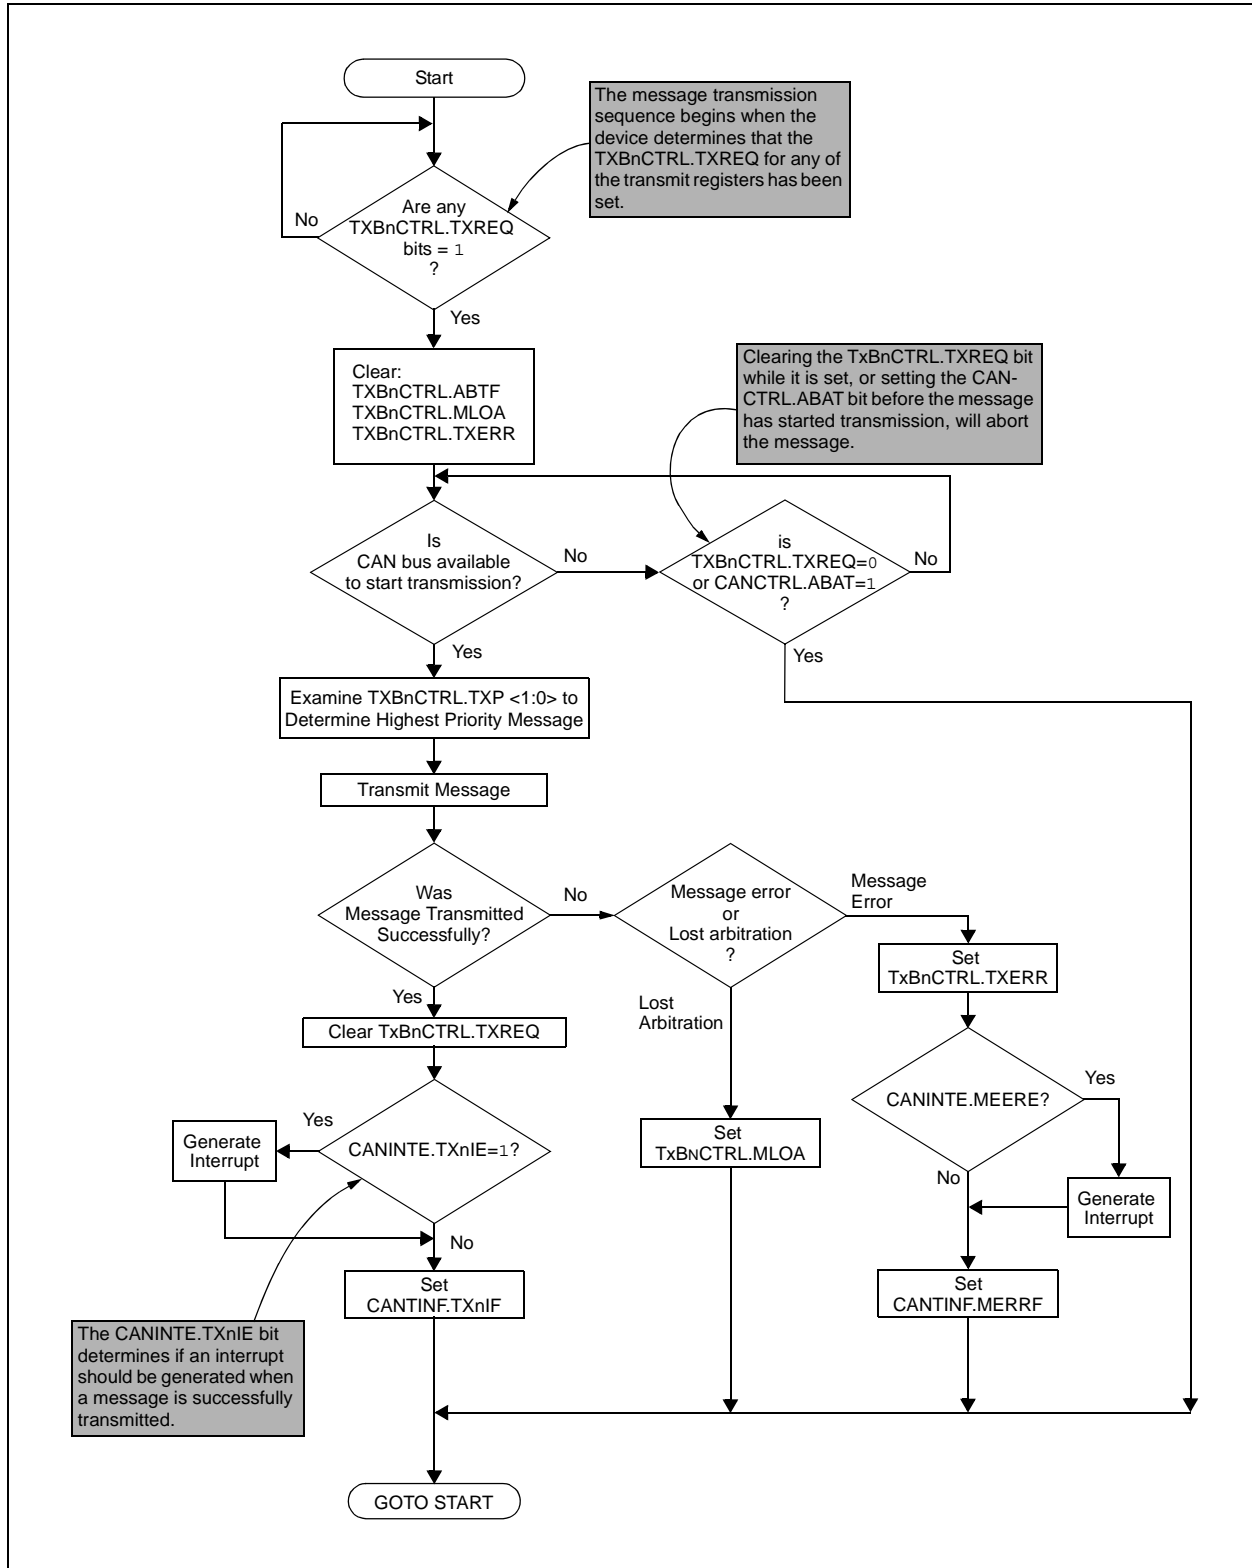 Start
The message transmission
sequence begins when the
device determines that the
TXBnCTRL.TXREQ for any of
the transmit registers has been
set.
Are any
TXBnCTRL.TXREQ
bits = 1
?
No
Yes
Clear:
TXBnCTRL.ABTF
TXBnCTRL.MLOA
TXBnCTRL.TXERR
Clearing the TxBnCTRL.TXREQ bit
while it is set, or setting the CAN-
CTRL.ABAT bit before the message
has started transmission, will abort
the message.
Is
CAN bus available
to start transmission?
No
is
TXBnCTRL.TXREQ=0
or CANCTRL.ABAT=1
?
No
Yes
Yes
Examine TXBnCTRL.TXP <1:0> to
Determine Highest Priority Message
Transmit Message
Was
Message Transmitted
Successfully?
No
Message error
or
Lost arbitration
?
Message
Error
Set
TxBnCTRL.TXERR
Yes
Lost
Arbitration
Clear TxBnCTRL.TXREQ
CANINTE.MEERE?
Yes
Yes
Generate
Interrupt
CANINTE.TXnIE=1?
Set
TxBNCTRL.MLOA
No
Generate
Interrupt
No
Set
CANTINF.TXnIF
Set
CANTINF.MERRF
The CANINTE.TXnIE bit
determines if an interrupt
should be generated when
a message is successfully
transmitted.
GOTO START